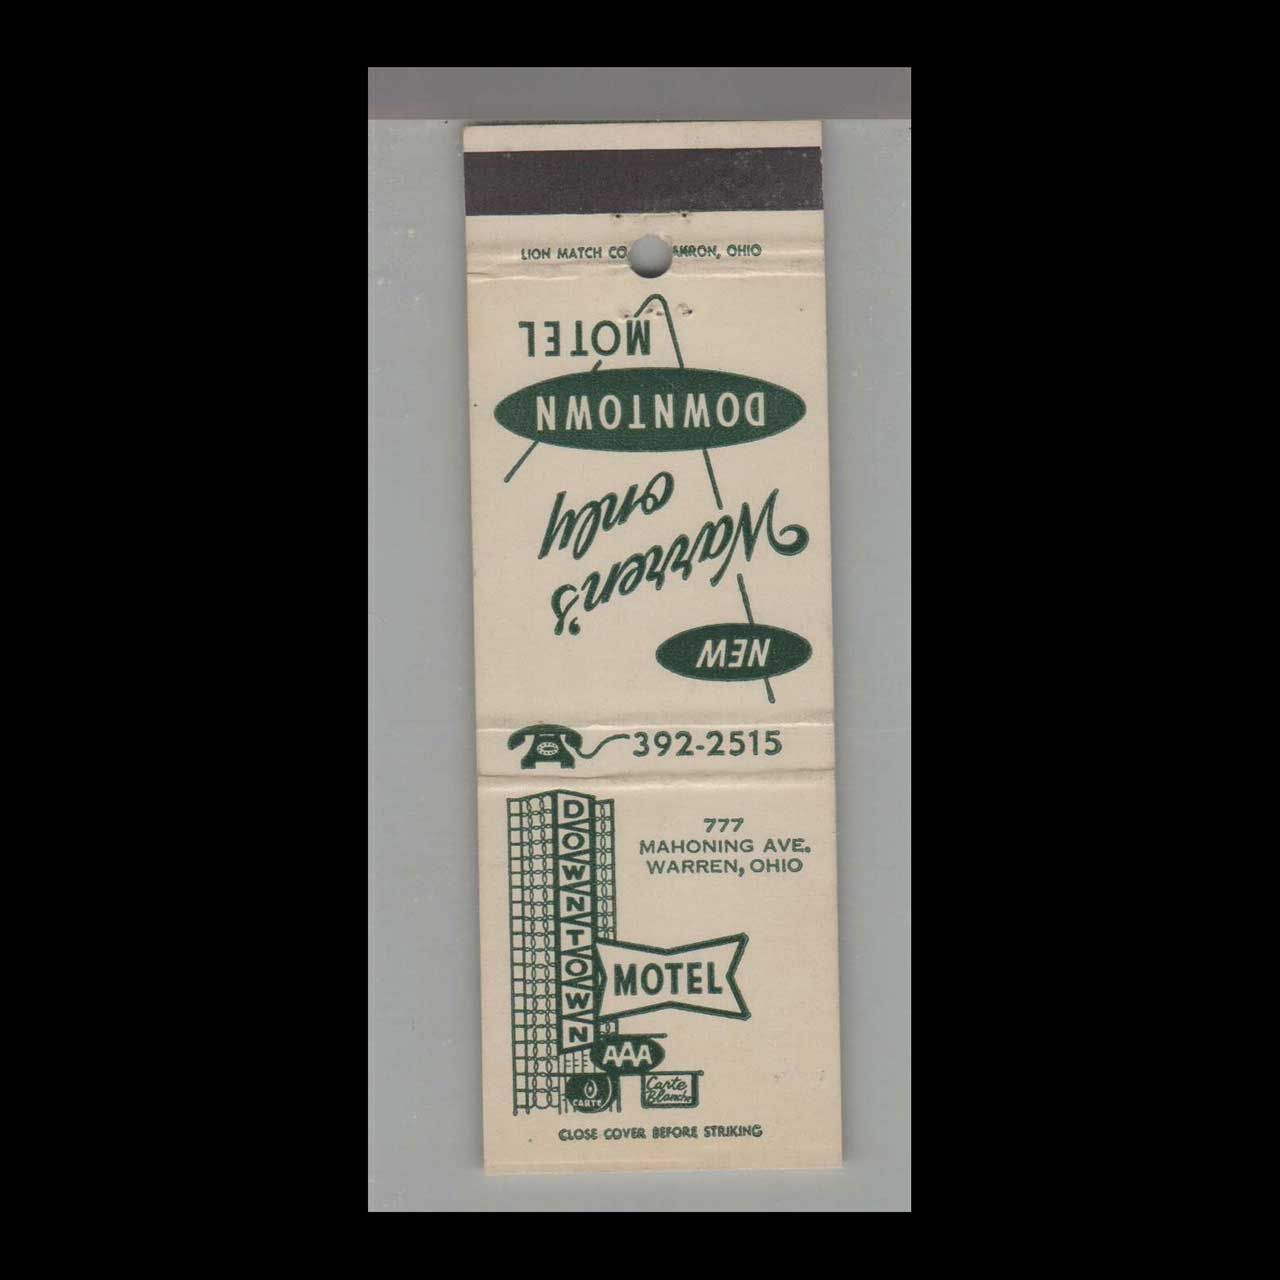 LION MATCH CO AKRON, OHIO
NEW
Warren's
only
DOWNTOWN
MOTEL
392-2515
777
MAHONING AVE.
WARREN, OHIO
DOWNTOWN
MOTEL
AAA
CARTE
Carte
Blanche
CLOSE COVER BEFORE STRIKING